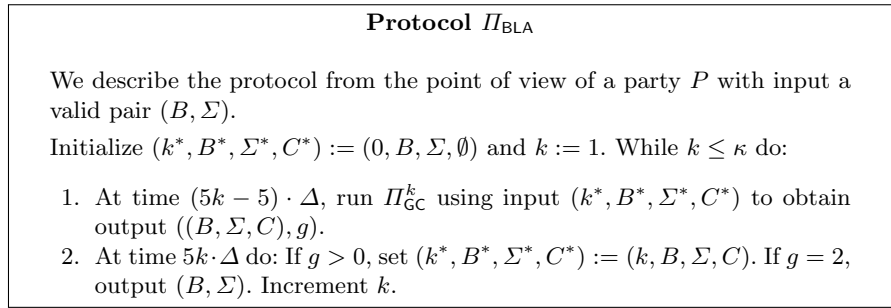 Protocol Π_BLA
We describe the protocol from the point of view of a party P with input a
valid pair (B, Σ).
Initialize (k*, B*, Σ*, C*) := (0, B, Σ, ∅) and k := 1. While k ≤ κ do:
1. At time (5k − 5) · Δ, run Π^k_GC using input (k*, B*, Σ*, C*) to obtain
output ((B, Σ, C), g).
2. At time 5k·Δ do: If g > 0, set (k*, B*, Σ*, C*) := (k, B, Σ, C). If g = 2,
output (B, Σ). Increment k.